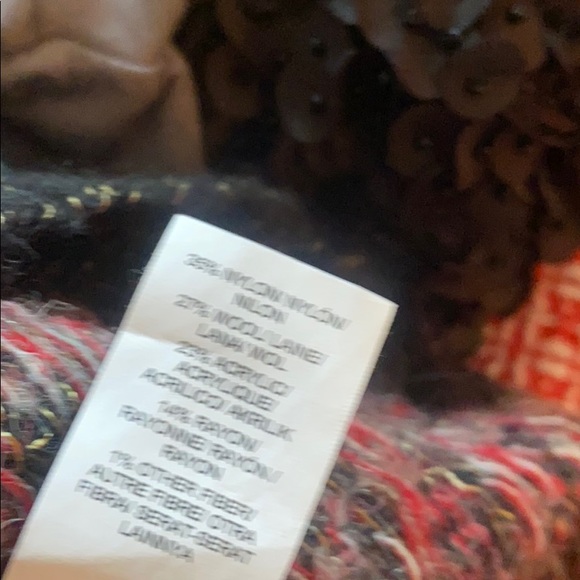 35% NYLON/NYLON/
NILON
27% WOOL/LAINE/
LANA/ WOL
23% ACRYLIC/
ACRYLIQUE/
ACRILICO/ AKRILIK
14% RAYON/
RAYONNE/ RAYON/
RAYON
1% OTHER FIBER/
AUTRE FIBRE/ OTRA
FIBRA/ SERAT-SERAT
LAINNYA